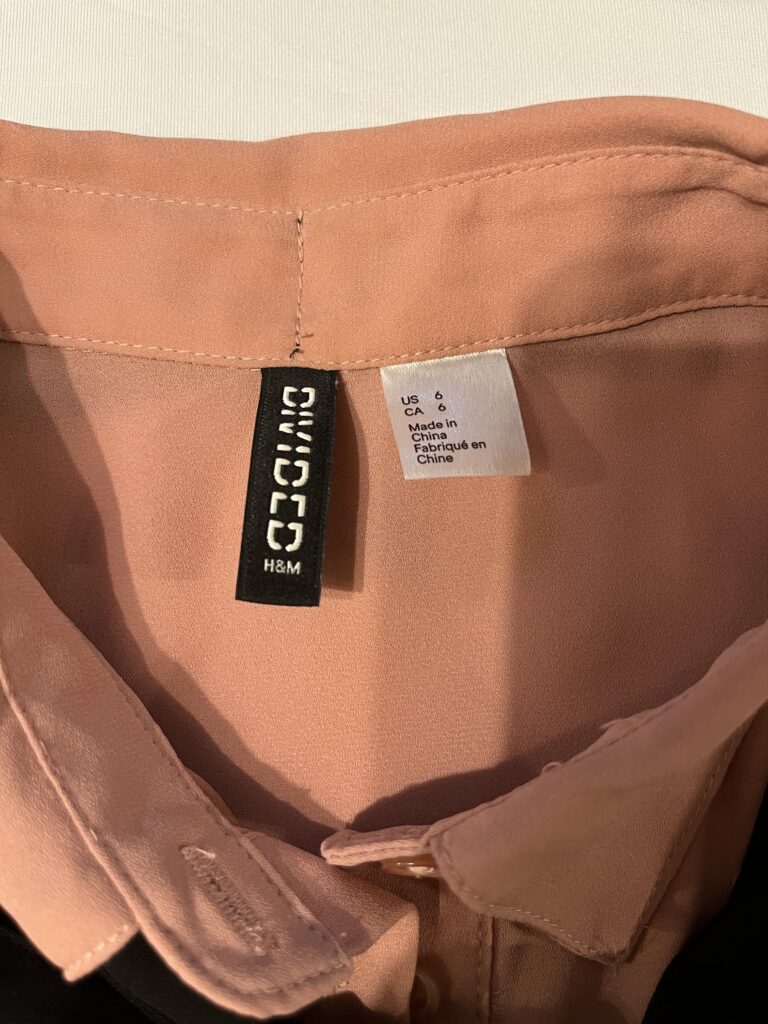 DIVIDED
H&M
US 6
CA 6
Made in
China
Fabriqué en
Chine